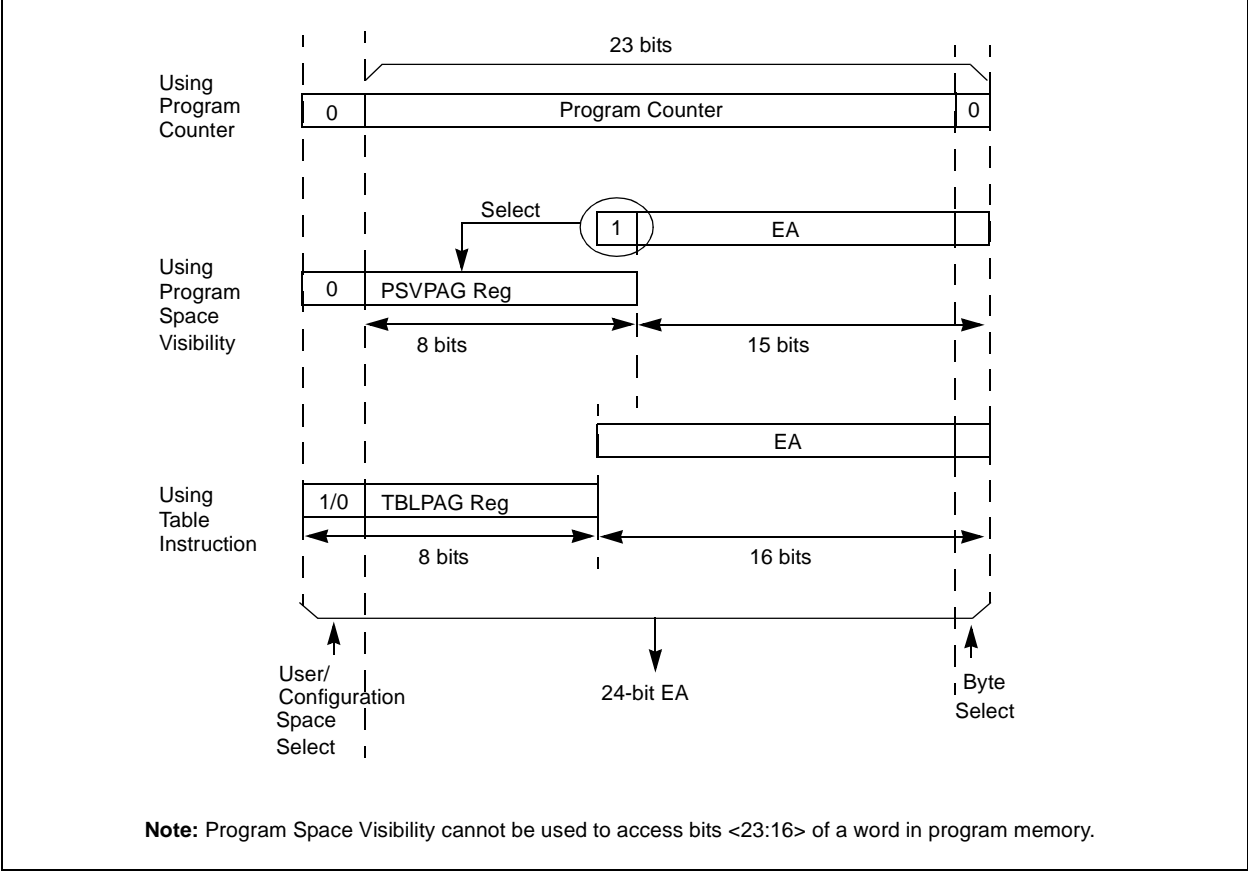 23 bits
Using
Program
Counter
0
Program Counter
0
Select
1
EA
Using
Program
Space
Visibility
0
PSVPAG Reg
8 bits
15 bits
EA
Using
Table
Instruction
1/0
TBLPAG Reg
8 bits
16 bits
User/
Configuration
Space
Select
24-bit EA
Byte
Select
Note: Program Space Visibility cannot be used to access bits <23:16> of a word in program memory.